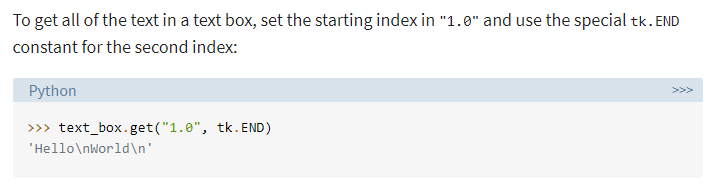 To get all of the text in a text box, set the starting index in "1.0" and use the special tk.END
constant for the second index:
Python >>>
>>> text_box.get("1.0", tk.END)
'Hello\nWorld\n'